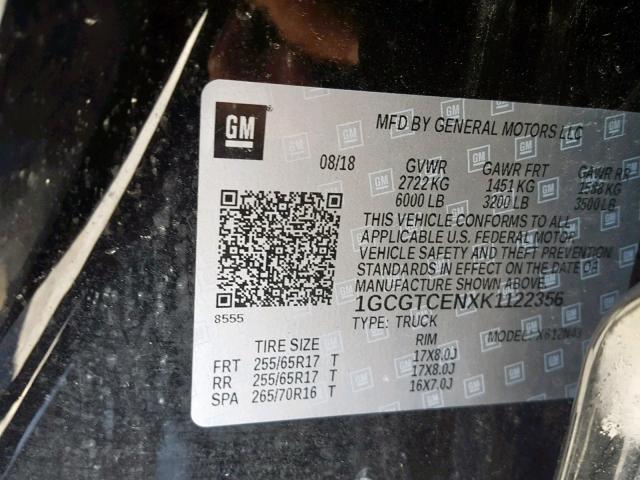 GM
MFD BY GENERAL MOTORS LLC
08/18 GVWR GAWR FRT GAWR RR
2722 KG 1451 KG 1588 KG
6000 LB 3200 LB 3500 LB
THIS VEHICLE CONFORMS TO ALL
APPLICABLE U.S. FEDERAL MOTOR
VEHICLE SAFETY AND THEFT PREVENTION
STANDARDS IN EFFECT ON THE DATE OF
MANUFACTURE SHOWN ABOVE.
1GCGTCENXK1122356
8555
TYPE: TRUCK MODEL:
TIRE SIZE RIM
FRT 255/65R17 T 17X8.0J
RR 255/65R17 T 17X8.0J
SPA 265/70R16 T 16X7.0J